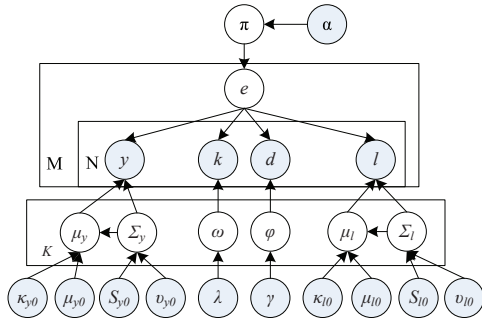 π α
e
M N y k d l
K μy Σy ω φ μl Σl
κy0 μy0 Sy0 υy0 λ γ κl0 μl0 Sl0 υl0